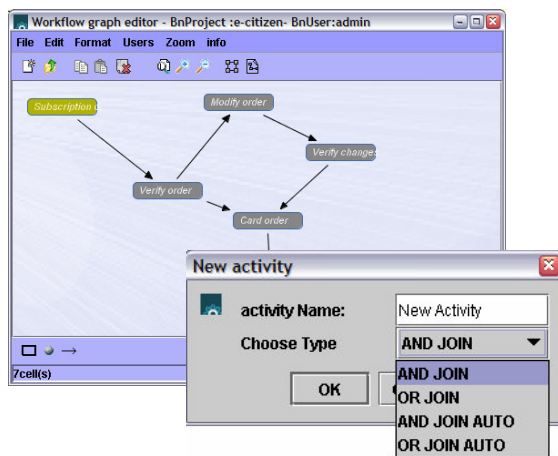 Workflow graph editor - BnProject :e-citizen- BnUser:admin
File Edit Format Users Zoom info
Subscription
Modify order
Verify changes
Verify order
Card order
New activity
activity Name: New Activity
Choose Type AND JOIN
OK
AND JOIN
OR JOIN
AND JOIN AUTO
OR JOIN AUTO
7cell(s)